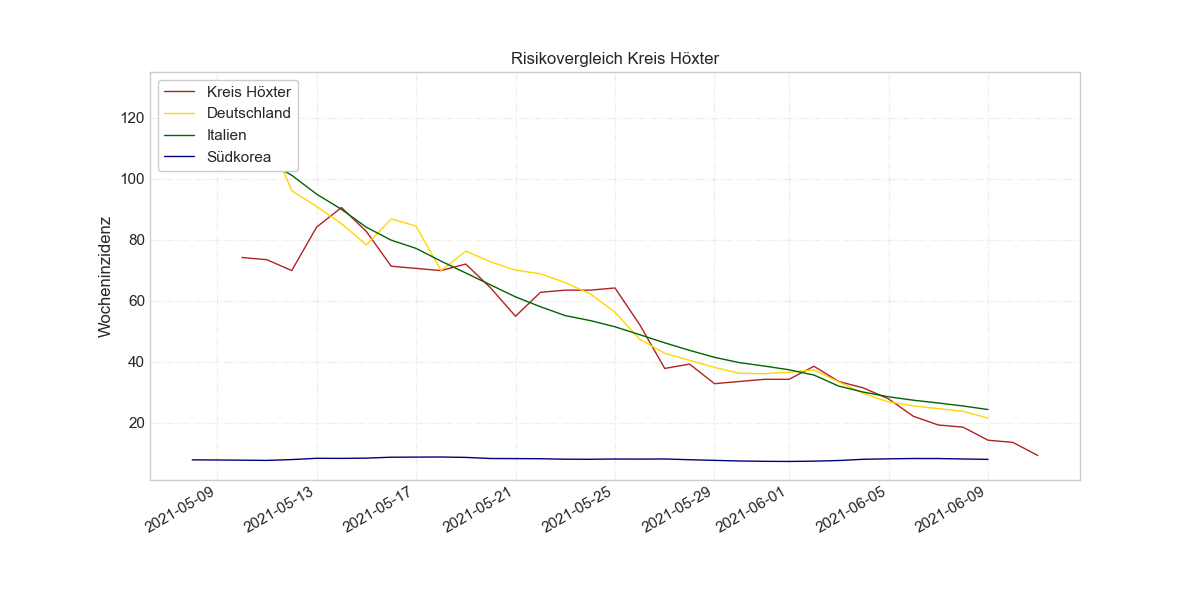 Risikovergleich Kreis Höxter
Kreis Höxter
Deutschland
Italien
Südkorea
Wocheninzidenz
120
100
80
60
40
20
2021-05-09
2021-05-13
2021-05-17
2021-05-21
2021-05-25
2021-05-29
2021-06-01
2021-06-05
2021-06-09